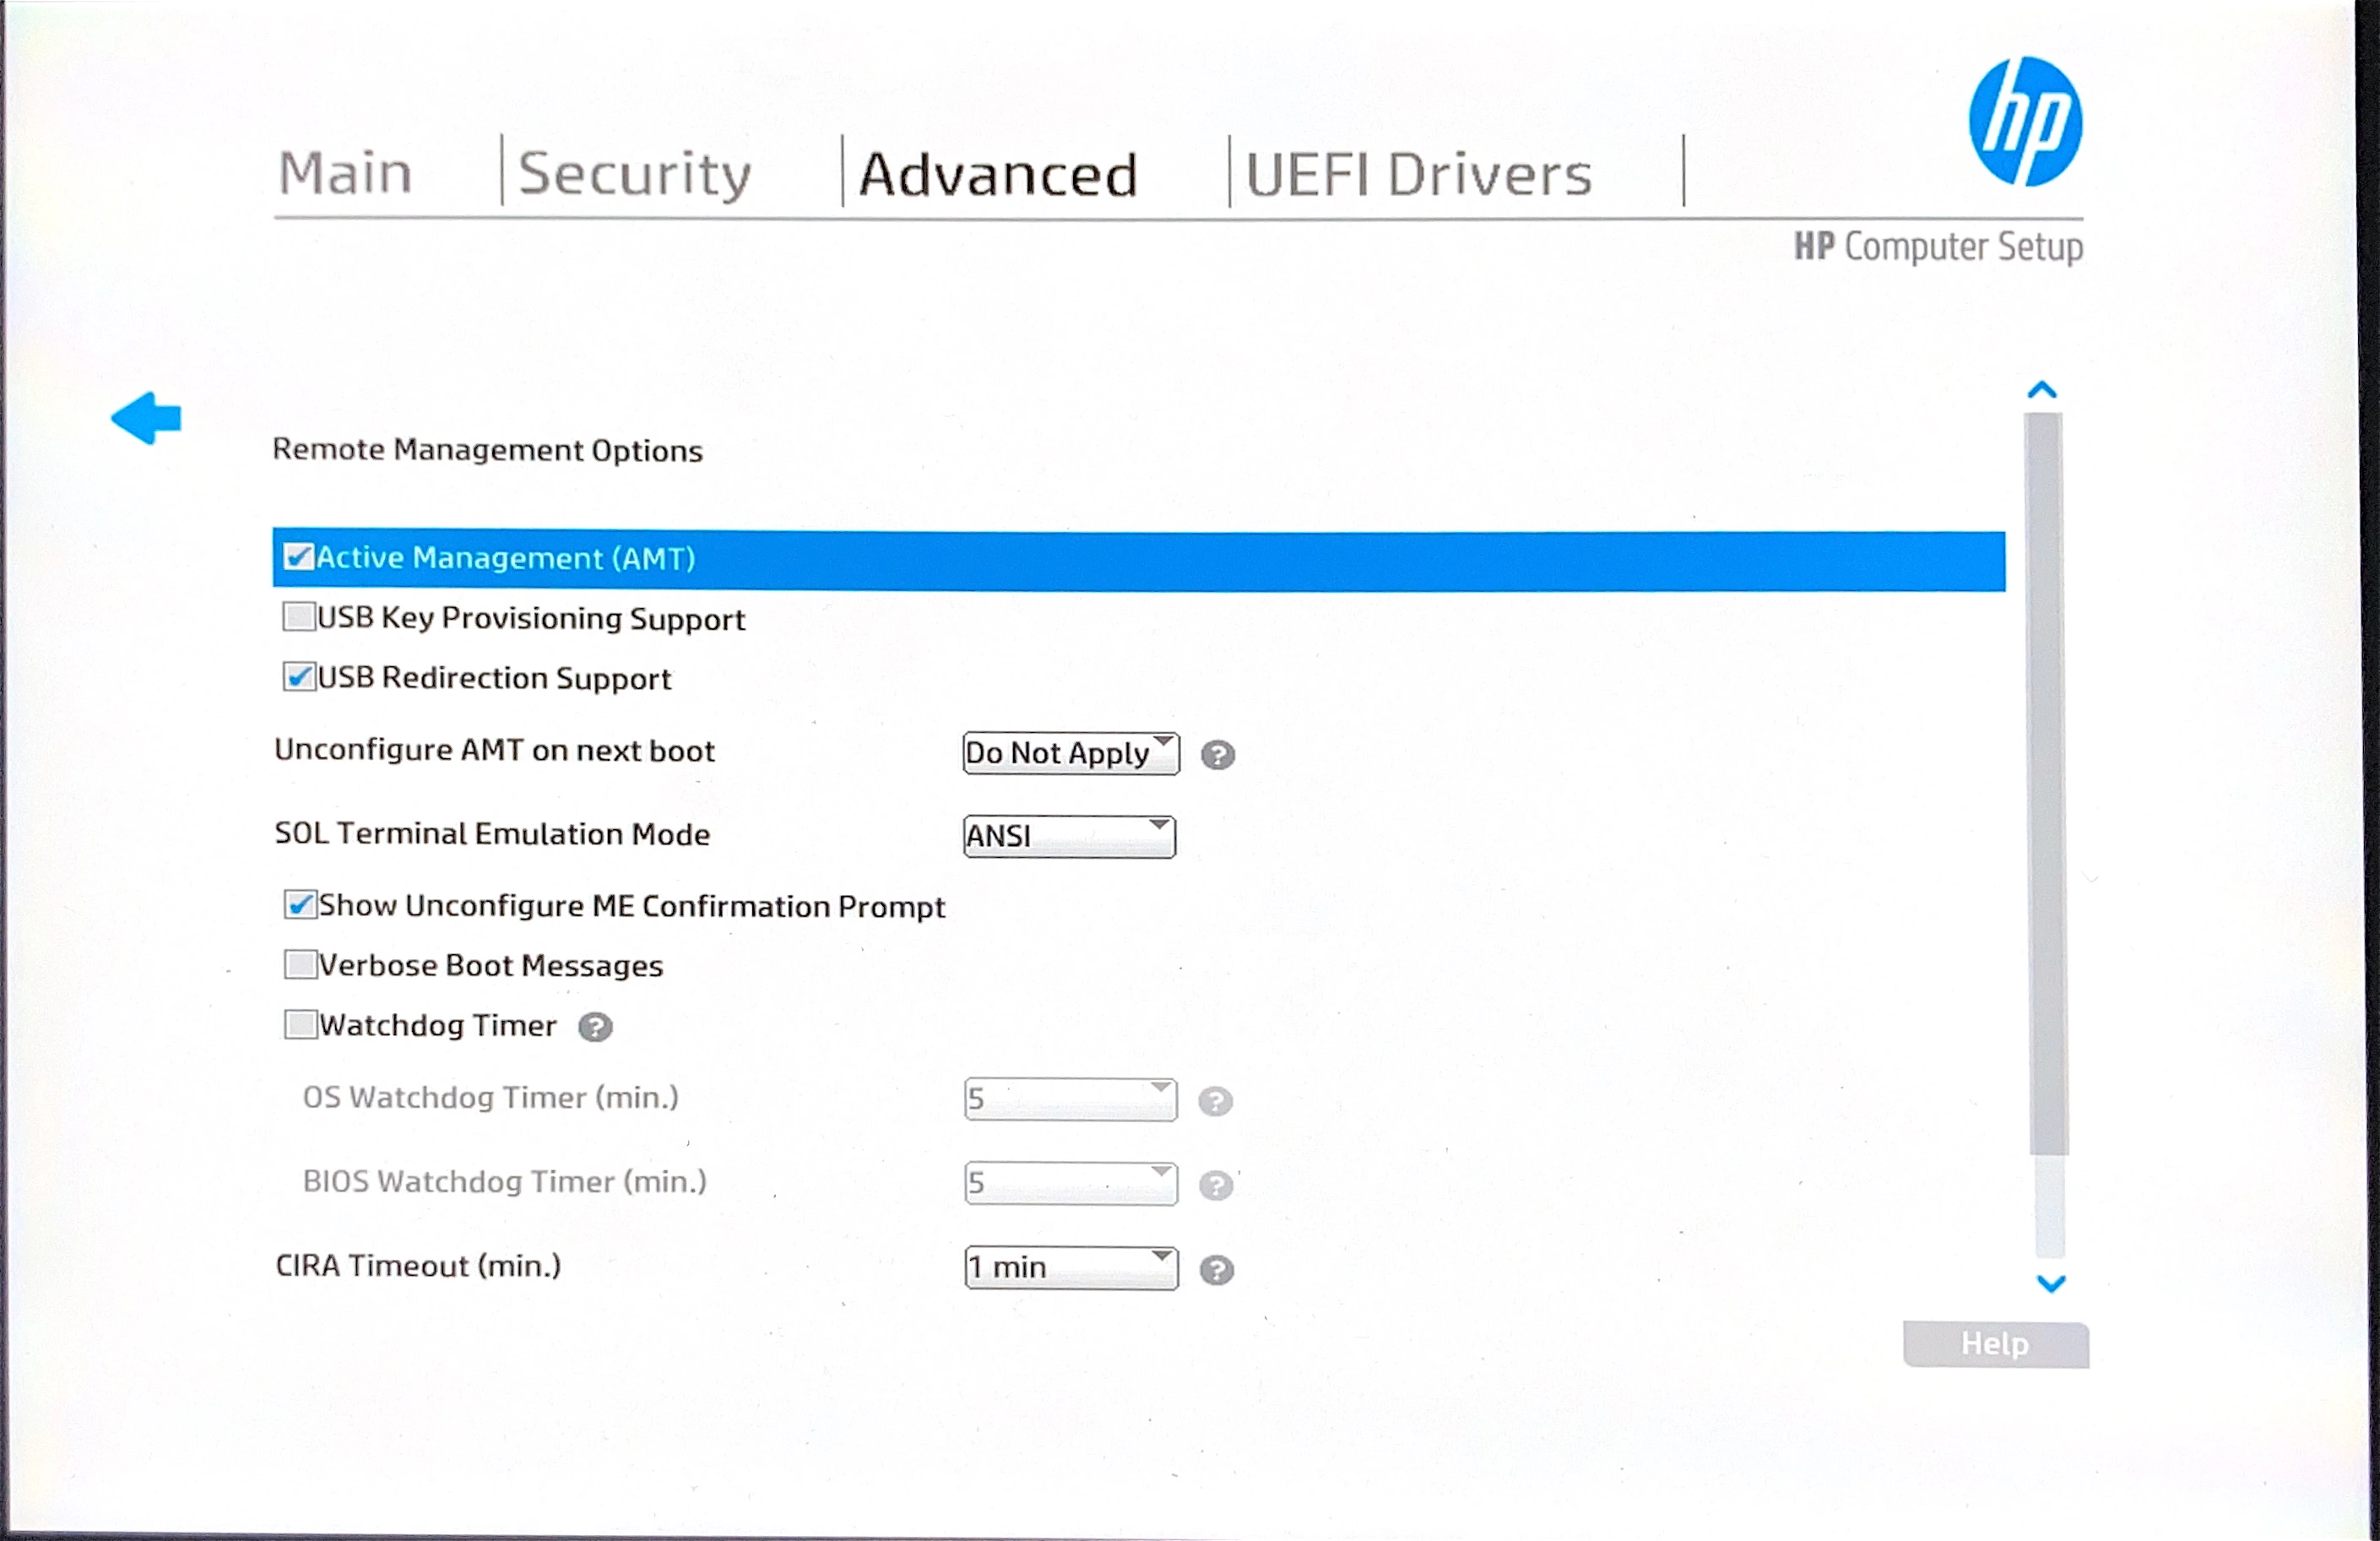 hp
Main Security Advanced UEFI Drivers
HP Computer Setup
Remote Management Options
Active Management (AMT)
USB Key Provisioning Support
USB Redirection Support
Unconfigure AMT on next boot Do Not Apply ?
SOL Terminal Emulation Mode ANSI
Show Unconfigure ME Confirmation Prompt
Verbose Boot Messages
Watchdog Timer ?
OS Watchdog Timer (min.) 5 ?
BIOS Watchdog Timer (min.) 5 ?
CIRA Timeout (min.) 1 min ?
Help